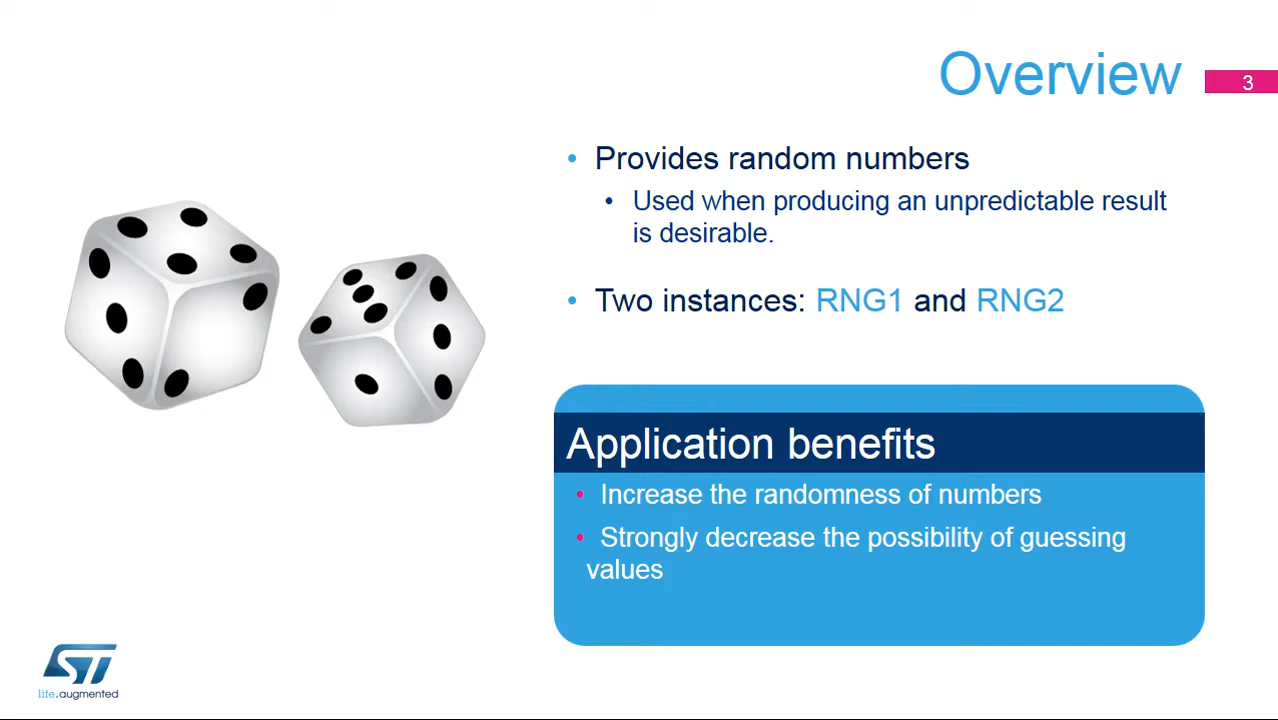 Overview
3
• Provides random numbers
• Used when producing an unpredictable result
is desirable.
• Two instances: RNG1 and RNG2
Application benefits
• Increase the randomness of numbers
• Strongly decrease the possibility of guessing
values
ST
life.augmented